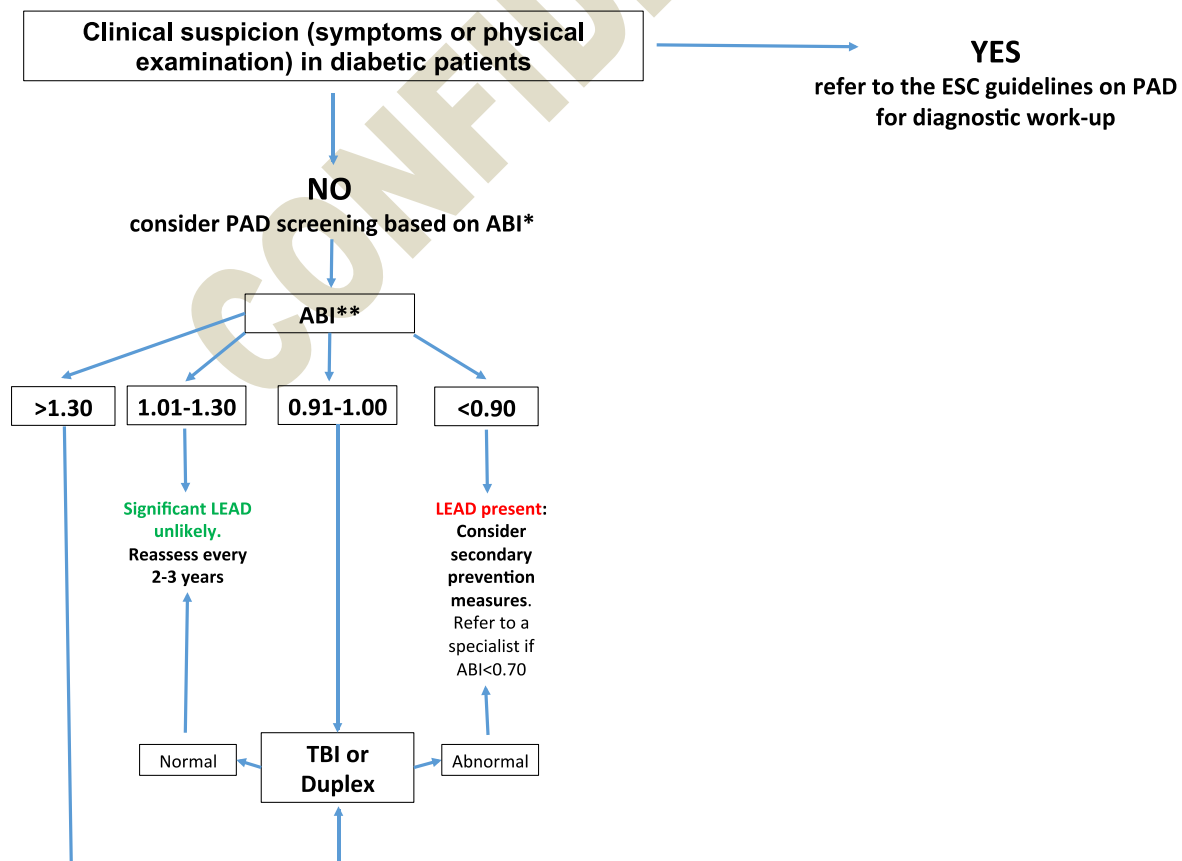 Clinical suspicion (symptoms or physical
examination) in diabetic patients
YES
refer to the ESC guidelines on PAD
for diagnostic work-up
NO
consider PAD screening based on ABI*
ABI**
>1.30
1.01-1.30
0.91-1.00
<0.90
Significant LEAD
unlikely.
Reassess every
2-3 years
LEAD present:
Consider
secondary
prevention
measures.
Refer to a
specialist if
ABI<0.70
Normal
TBI or
Duplex
Abnormal